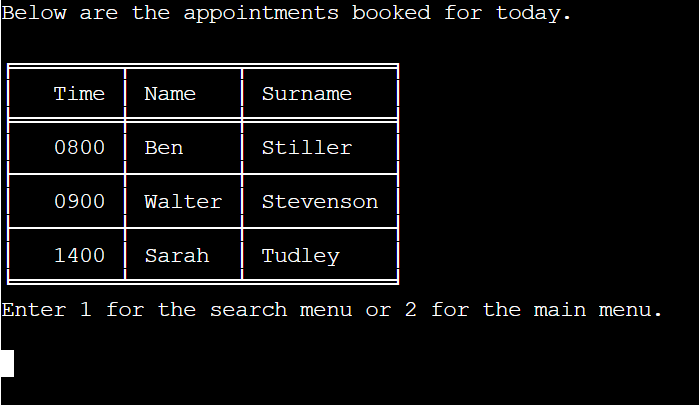 Below are the appointments booked for today.
Time Name Surname
0800 Ben Stiller
0900 Walter Stevenson
1400 Sarah Tudley
Enter 1 for the search menu or 2 for the main menu.